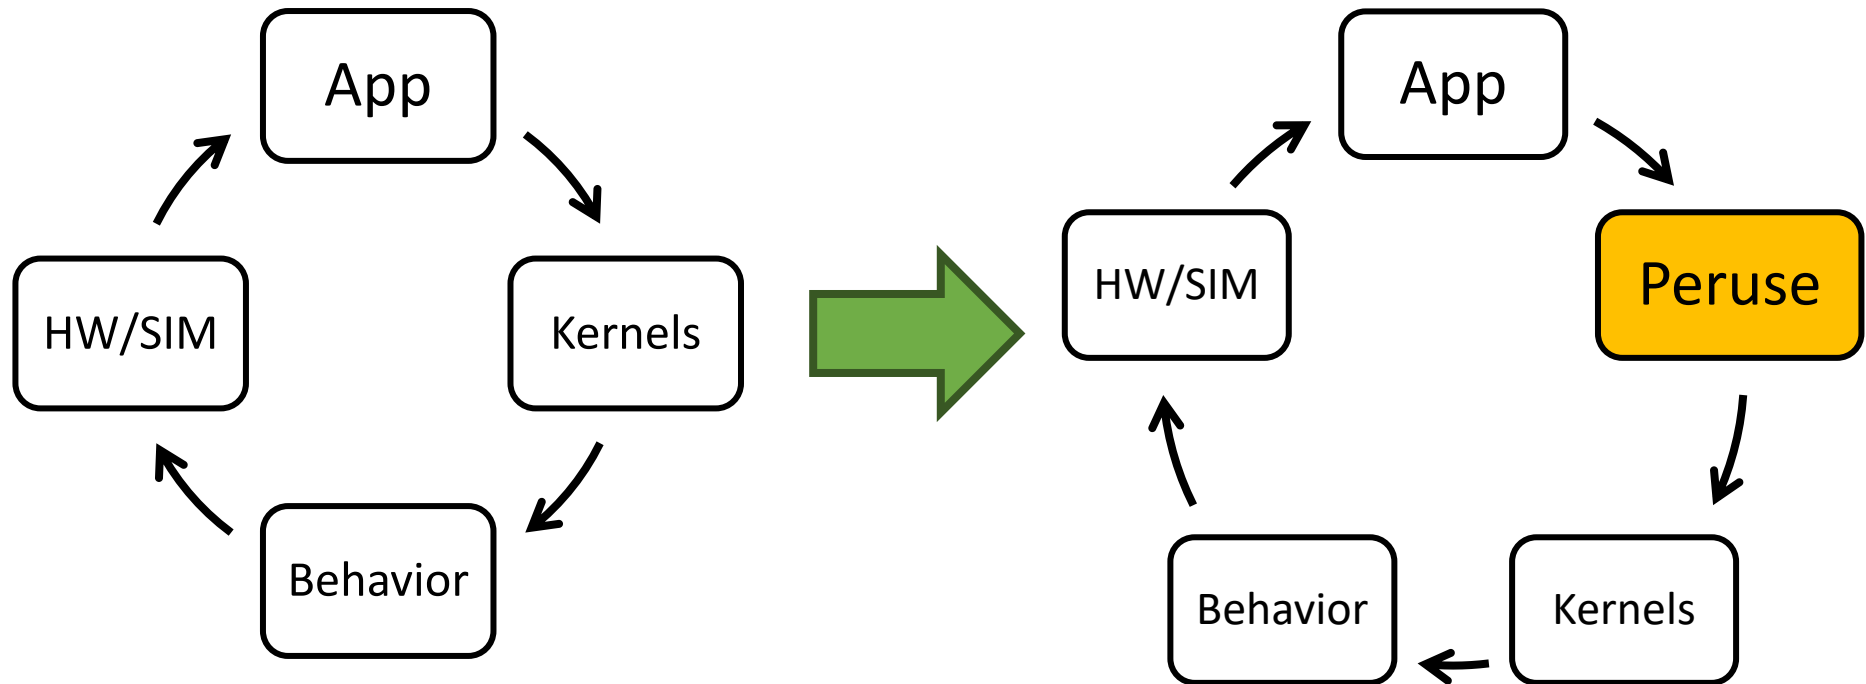 App
HW/SIM
Kernels
Behavior
App
HW/SIM
Peruse
Behavior
Kernels